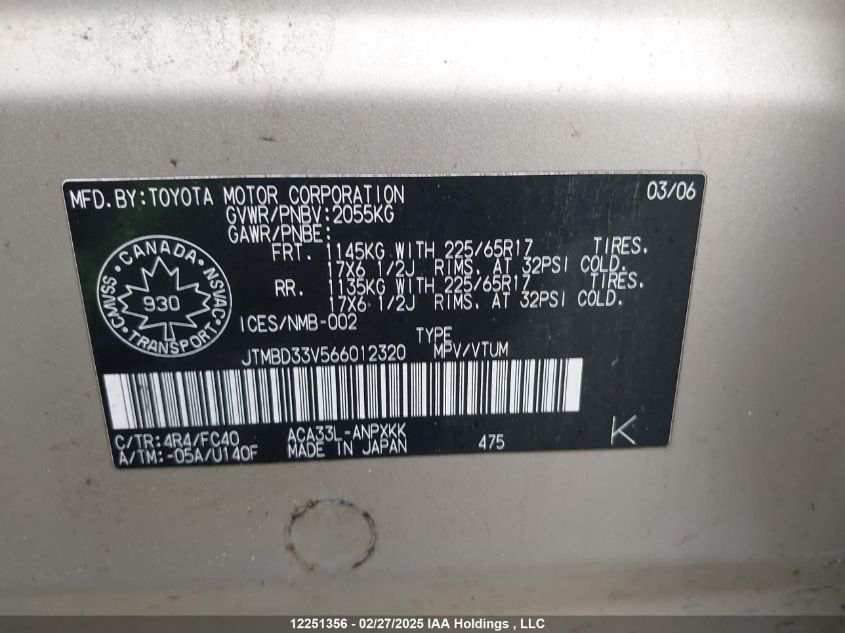 MFD.BY:TOYOTA MOTOR CORPORATION 03/06
GVWR/PNBV:2055KG
GAWR/PNBE:
FRT. 1145KG WITH 225/65R17 TIRES.
17X6 1/2J RIMS. AT 32PSI COLD.
RR. 1135KG WITH 225/65R17 TIRES.
17X6 1/2J RIMS. AT 32PSI COLD.
CANADA
CMVSS NSVAC
930
TRANSPORT
ICES/NMB-002
TYPE
JTMBD33V566012320 MPV/VTUM
C/TR:4R4/FC40 ACA33L-ANPXKK
A/TM:-05A/U140F MADE IN JAPAN 475 K
12251356 - 02/27/2025 IAA Holdings , LLC